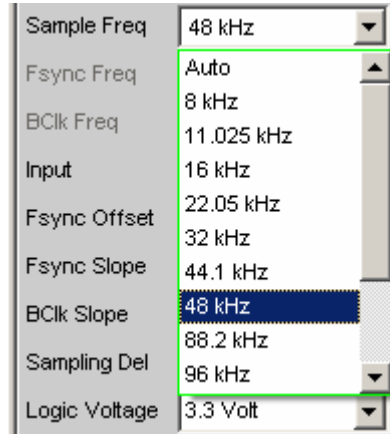 Sample Freq 48 kHz
Fsync Freq Auto
8 kHz
BClk Freq 11.025 kHz
Input 16 kHz
22.05 kHz
Fsync Offset 32 kHz
Fsync Slope 44.1 kHz
BClk Slope 48 kHz
88.2 kHz
Sampling Del 96 kHz
Logic Voltage 3.3 Volt